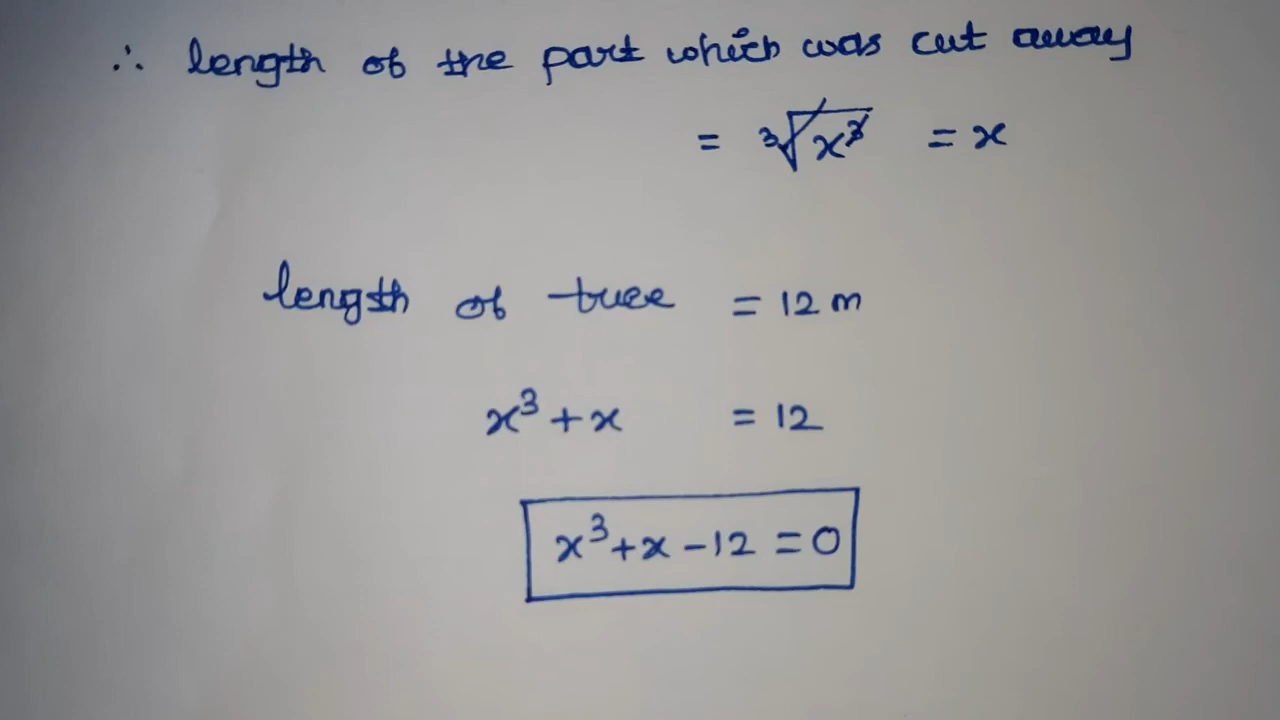 ∴ length of the part which was cut away
= ∛x³ = x
length of tree = 12 m
x³ + x = 12
x³ + x − 12 = 0